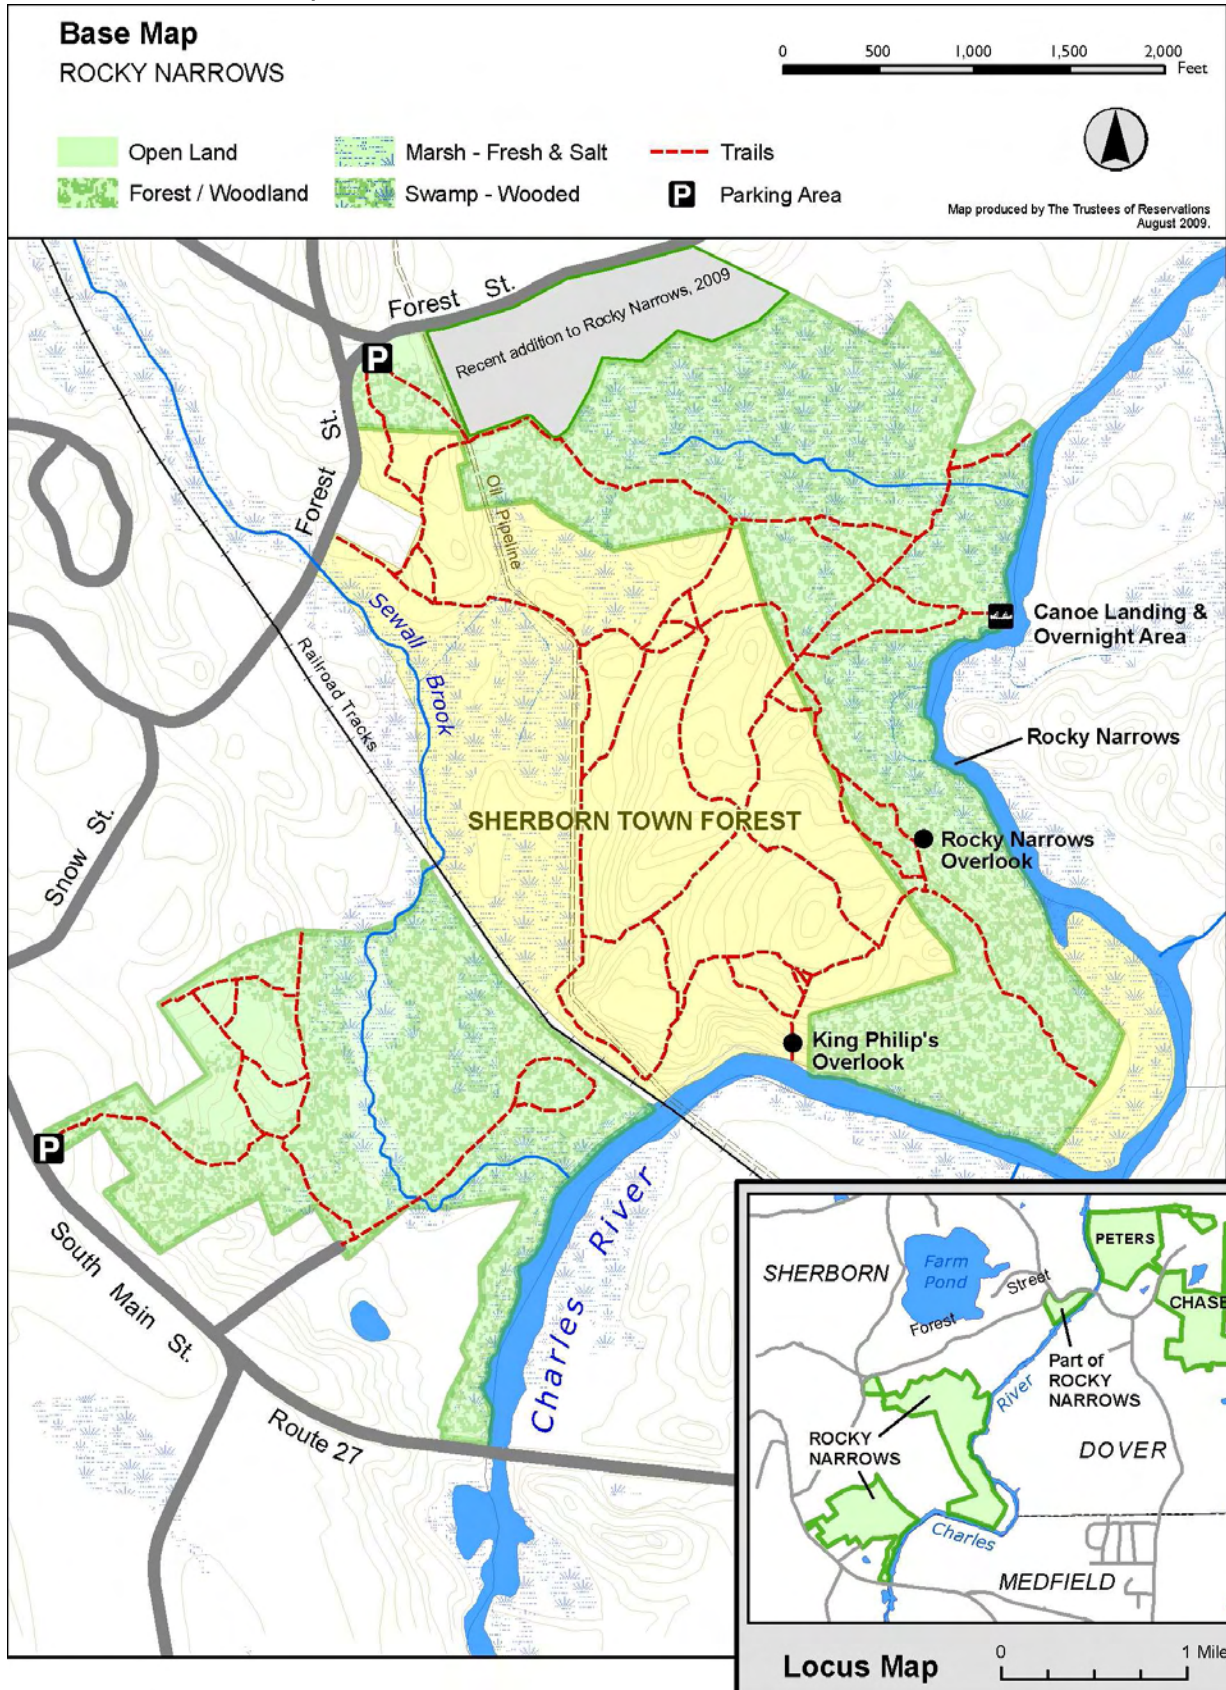 Base Map
ROCKY NARROWS
0 500 1,000 1,500 2,000
Feet
Open Land
Marsh - Fresh & Salt
Trails
Forest / Woodland
Swamp - Wooded
P Parking Area
Map produced by The Trustees of Reservations
August 2009.
Forest St.
Recent addition to Rocky Narrows, 2009
P
Forest St.
Oil Pipeline
Sewall Brook
Railroad Tracks
Canoe Landing &
Overnight Area
Rocky Narrows
Snow St.
SHERBORN TOWN FOREST
Rocky Narrows
Overlook
King Philip's
Overlook
P
South Main St.
Charles River
Route 27
SHERBORN
Farm
Pond
Street
Forest
PETERS
CHASE
Part of
ROCKY
NARROWS
River
ROCKY
NARROWS
DOVER
Charles
MEDFIELD
Locus Map
0 1 Mile